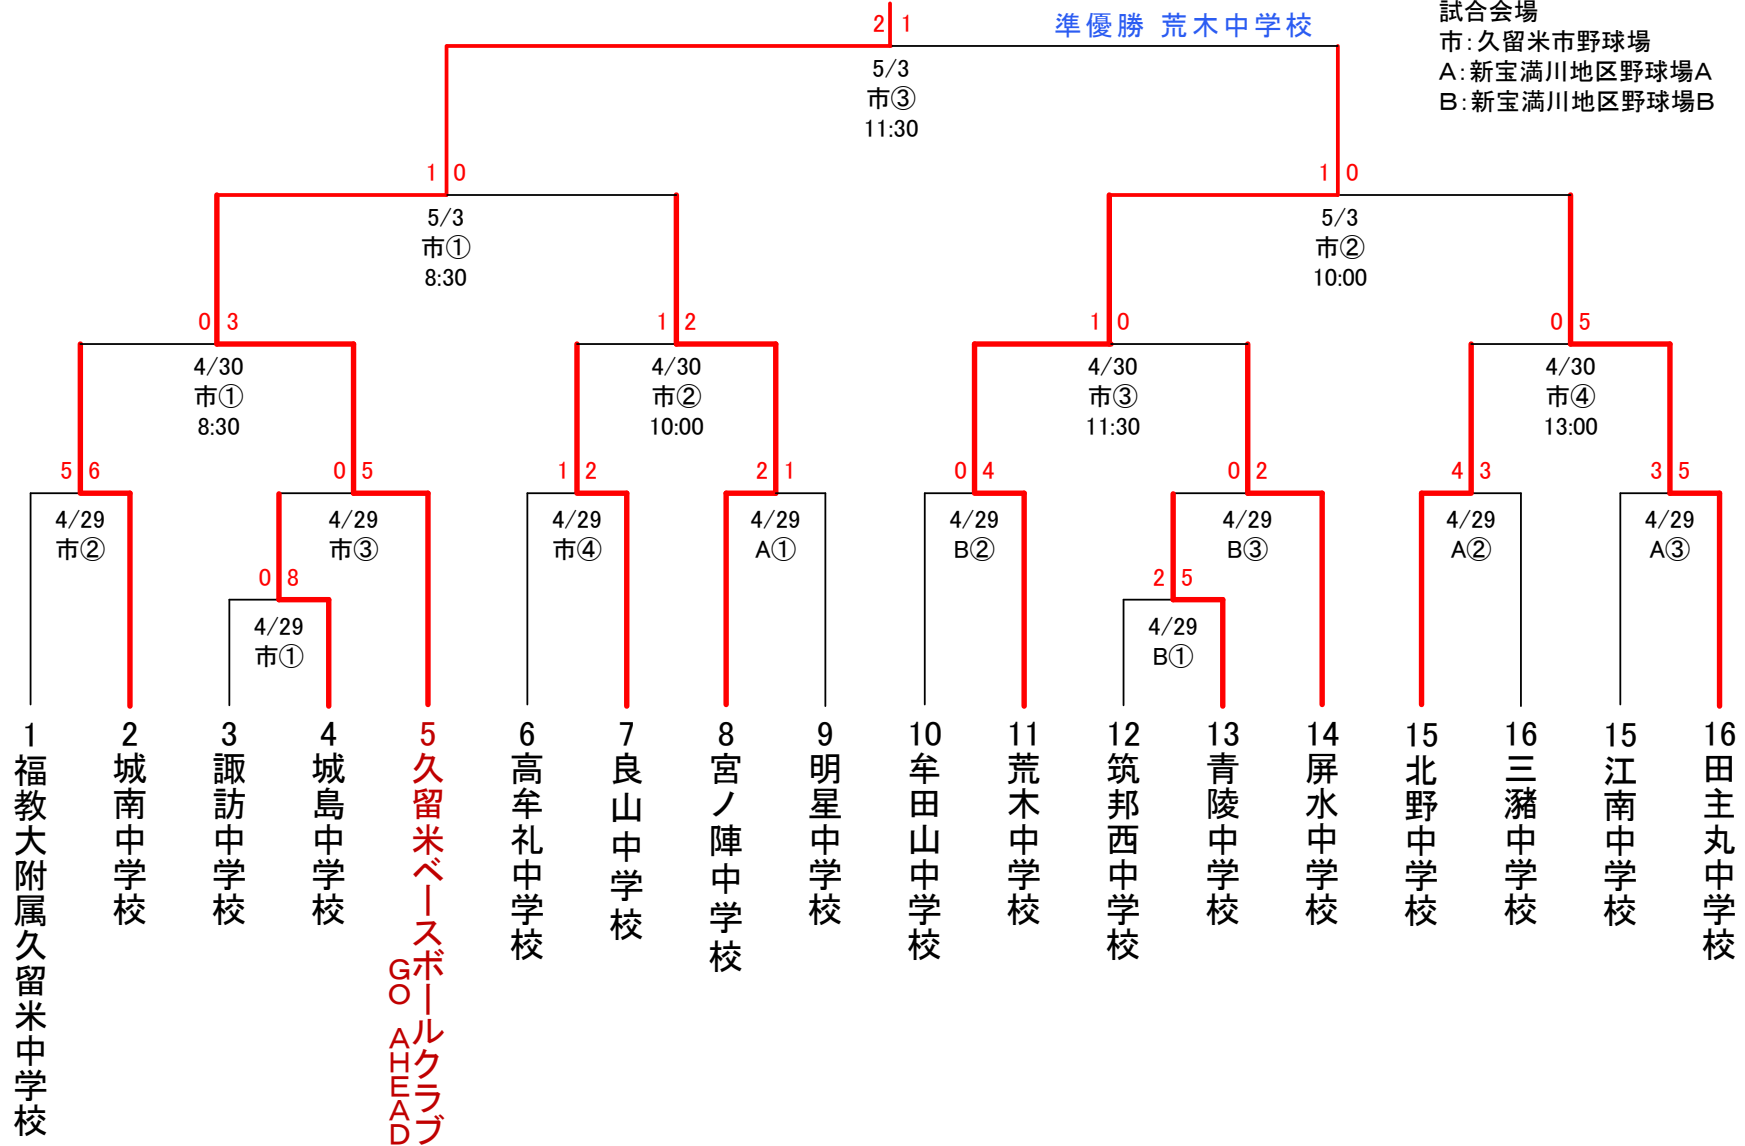 試合会場
市：久留米市野球場
A：新宝満川地区野球場A
B：新宝満川地区野球場B
準優勝 荒木中学校
2 1
5/3
市③
11:30
1 0
5/3
市①
8:30
1 0
5/3
市②
10:00
0 3
4/30
市①
8:30
1 2
4/30
市②
10:00
1 0
4/30
市③
11:30
0 5
4/30
市④
13:00
5 6
4/29
市②
0 5
4/29
市③
1 2
4/29
市④
2 1
4/29
A①
0 4
4/29
B②
0 2
4/29
B③
4 3
4/29
A②
3 5
4/29
A③
0 8
4/29
市①
2 5
4/29
B①
1 福教大附属久留米中学校
2 城南中学校
3 諏訪中学校
4 城島中学校
5 久留米ベースボールクラブ
GO AHEAD
6 高牟礼中学校
7 良山中学校
8 宮ノ陣中学校
9 明星中学校
10 牟田山中学校
11 荒木中学校
12 筑邦西中学校
13 青陵中学校
14 屏水中学校
15 北野中学校
16 三瀦中学校
15 江南中学校
16 田主丸中学校